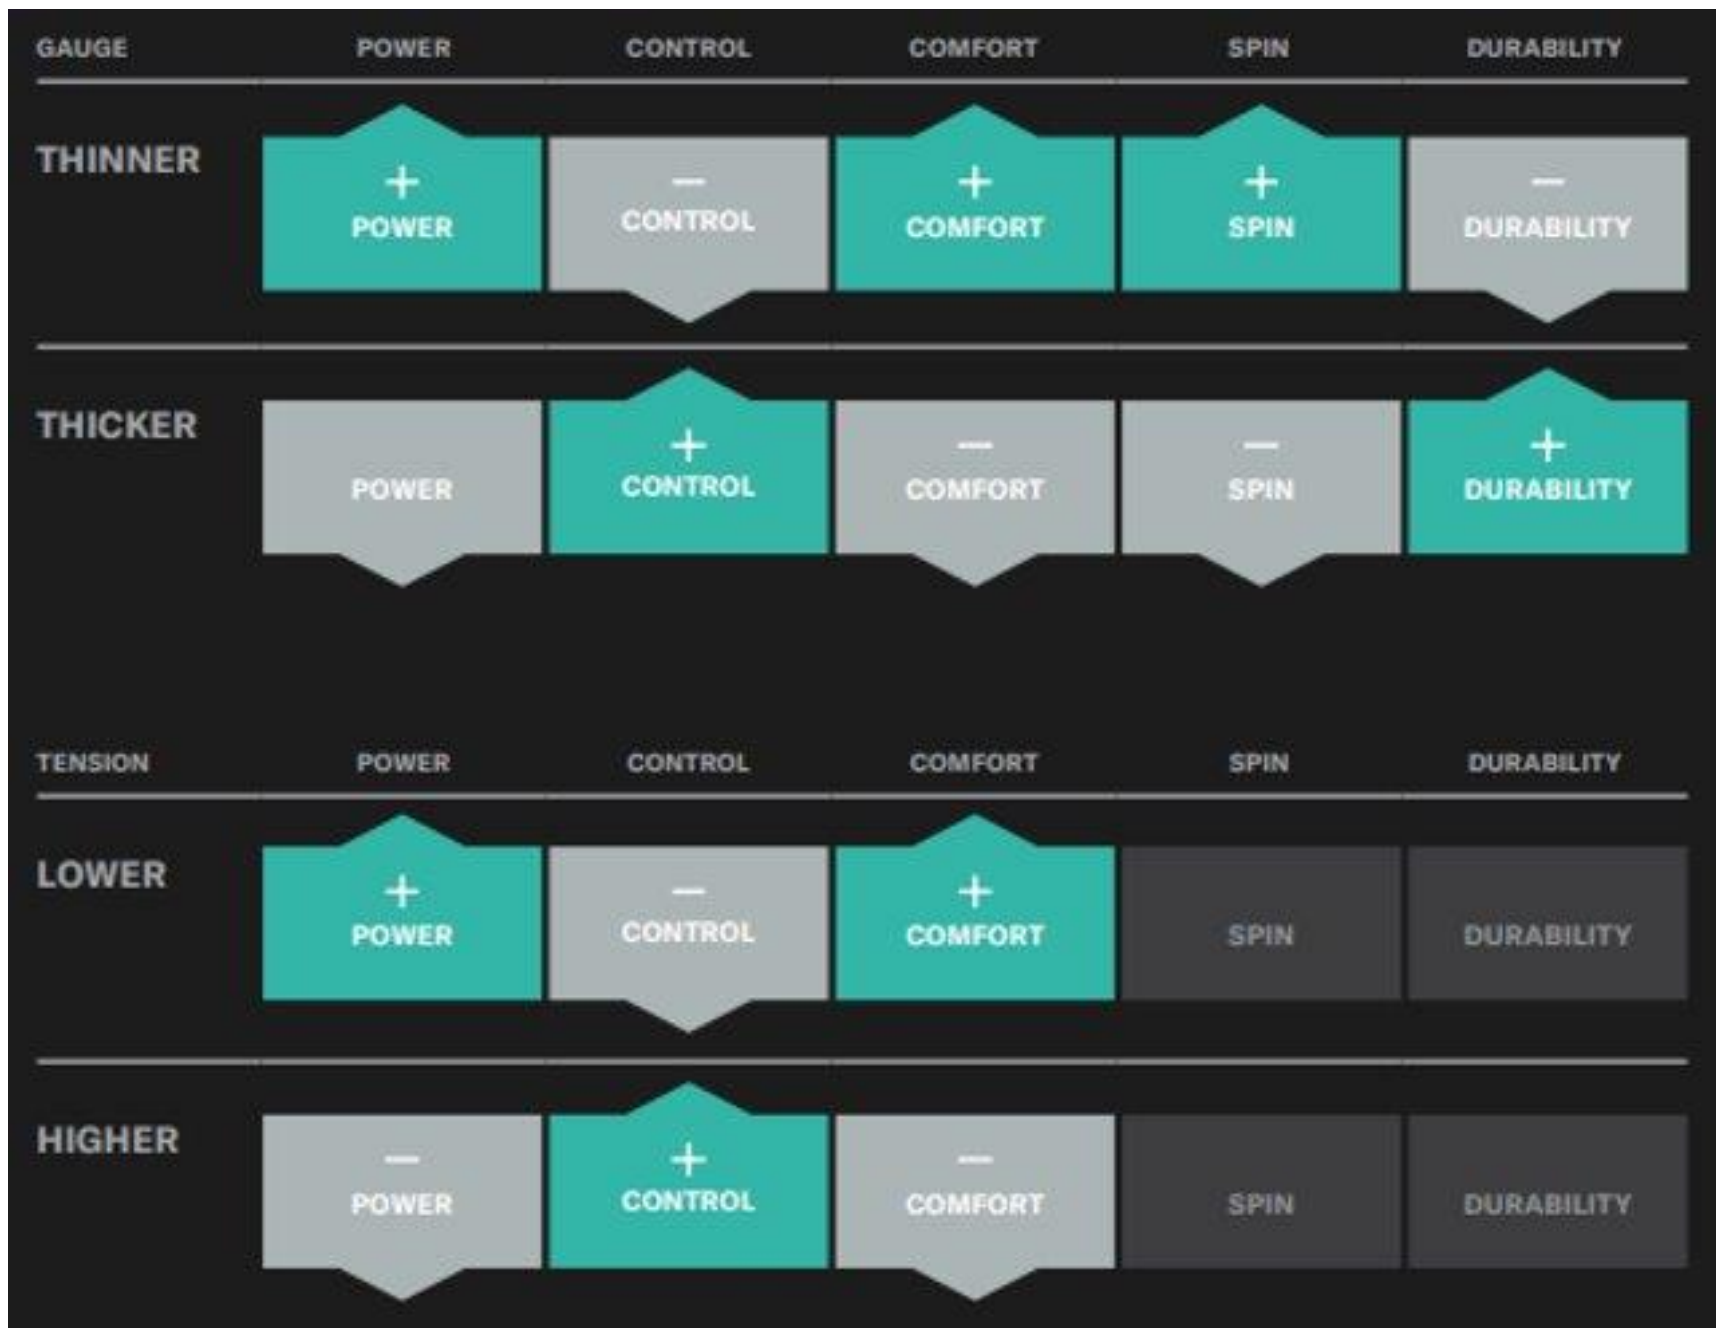 GAUGE POWER CONTROL COMFORT SPIN DURABILITY
THINNER
+ − + + −
POWER CONTROL COMFORT SPIN DURABILITY
THICKER
+ − − +
POWER CONTROL COMFORT SPIN DURABILITY
TENSION POWER CONTROL COMFORT SPIN DURABILITY
LOWER
+ − +
POWER CONTROL COMFORT SPIN DURABILITY
HIGHER
− + −
POWER CONTROL COMFORT SPIN DURABILITY